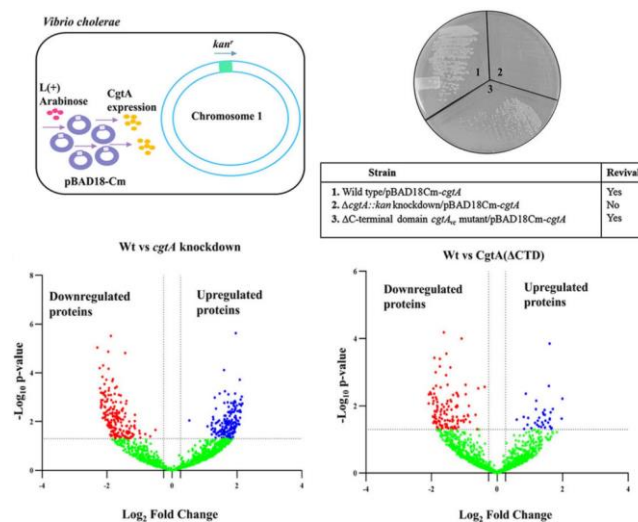 Vibrio cholerae
kanʳ
L(+)
Arabinose
CgtA
expression
Chromosome 1
pBAD18-Cm
1 2
3
Strain Revival
1. Wild type/pBAD18Cm-cgtA Yes
2. ΔcgtA::kan knockdown/pBAD18Cm-cgtA No
3. ΔC-terminal domain cgtAᵥc mutant/pBAD18Cm-cgtA Yes
Wt vs cgtA knockdown
Downregulated
proteins
Upregulated
proteins
-Log₁₀ p-value
8
6
4
2
0
-4 -2 0 2 4
Log₂ Fold Change
Wt vs CgtA(ΔCTD)
Downregulated
proteins
Upregulated
proteins
-Log₁₀ p-value
6
4
2
0
-4 -2 0 2 4
Log₂ Fold Change